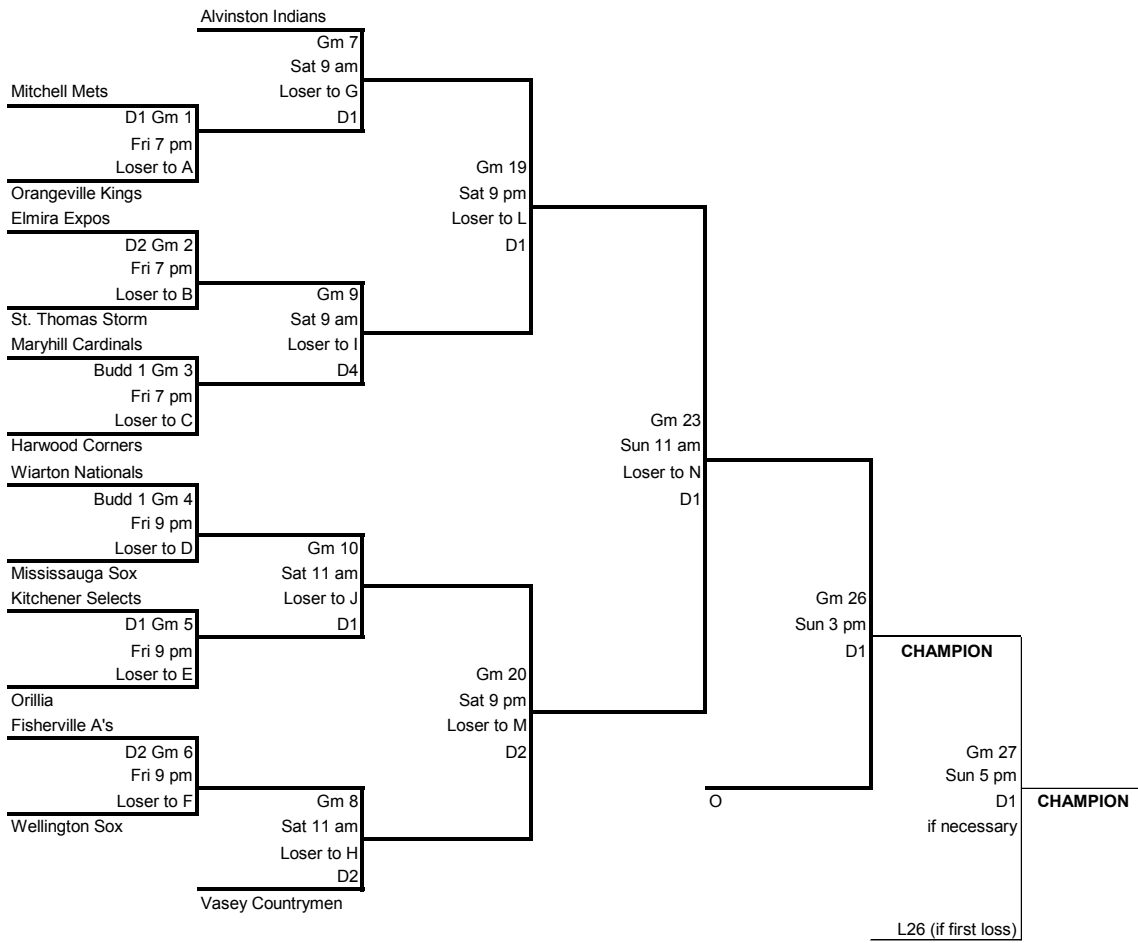 Alvinston Indians
Gm 7
Sat 9 am
Loser to G
D1
Mitchell Mets
D1 Gm 1
Fri 7 pm
Loser to A
Orangeville Kings
Elmira Expos
D2 Gm 2
Fri 7 pm
Loser to B
St. Thomas Storm
Maryhill Cardinals
Budd 1 Gm 3
Fri 7 pm
Loser to C
Harwood Corners
Wiarton Nationals
Budd 1 Gm 4
Fri 9 pm
Loser to D
Mississauga Sox
Kitchener Selects
D1 Gm 5
Fri 9 pm
Loser to E
Orillia
Fisherville A's
D2 Gm 6
Fri 9 pm
Loser to F
Wellington Sox
Gm 9
Sat 9 am
Loser to I
D4
Gm 10
Sat 11 am
Loser to J
D1
Gm 8
Sat 11 am
Loser to H
D2
Vasey Countrymen
Gm 19
Sat 9 pm
Loser to L
D1
Gm 20
Sat 9 pm
Loser to M
D2
Gm 23
Sun 11 am
Loser to N
D1
O
Gm 26
Sun 3 pm
D1
CHAMPION
Gm 27
Sun 5 pm
D1
if necessary
L26 (if first loss)
CHAMPION